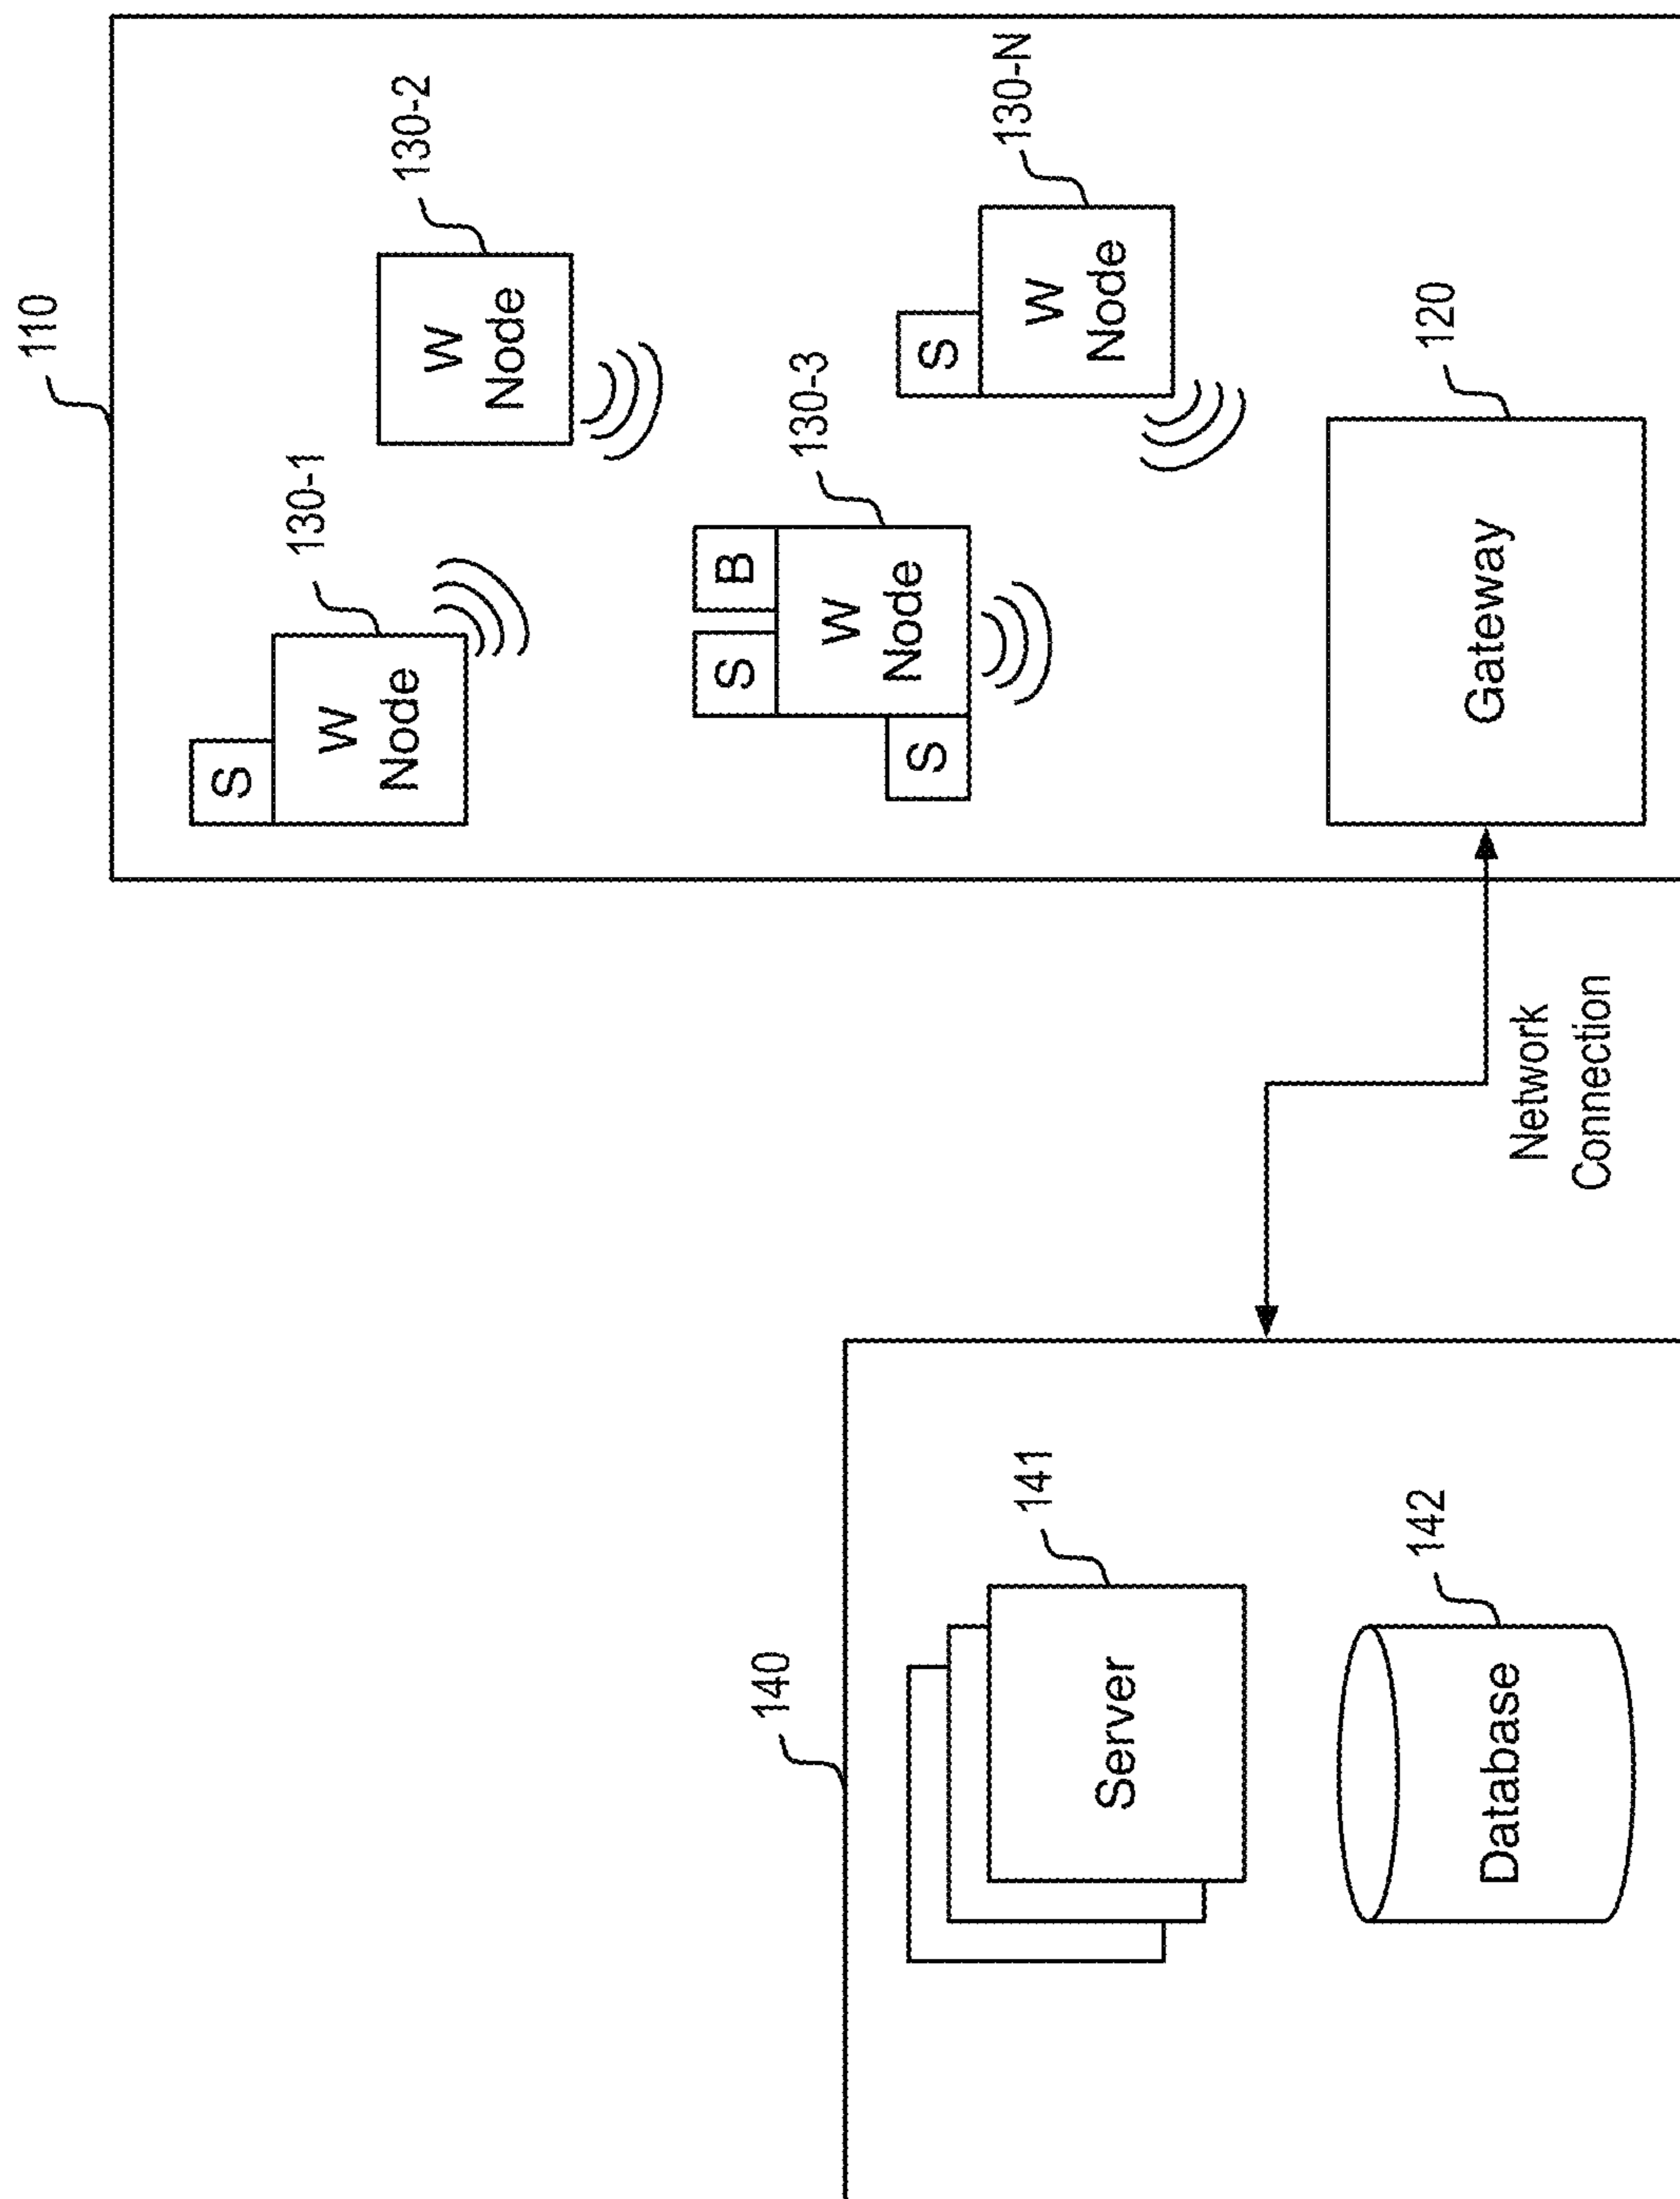 110
130-1
130-2
S
W
Node
W
Node
130-3
130-N
S
B
S
W
Node
S
W
Node
120
Gateway
Network
Connection
140
141
Server
142
Database